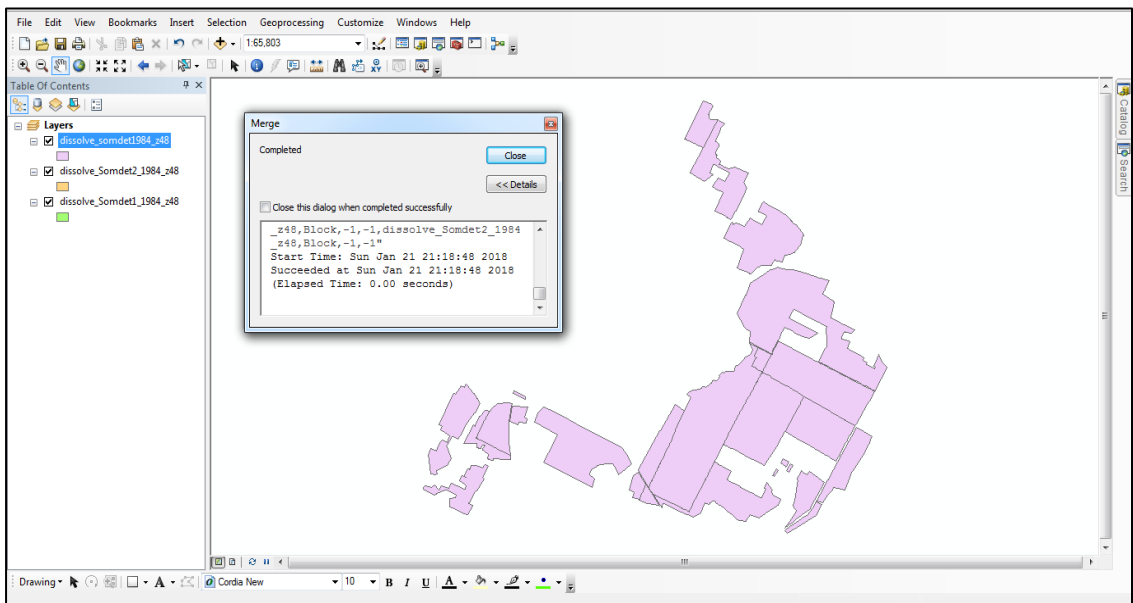 File Edit View Bookmarks Insert Selection Geoprocessing Customize Windows Help
1:65,803
Table Of Contents
Layers
dissolve_somdet1984_z48
dissolve_Somdet2_1984_z48
dissolve_Somdet1_1984_z48
Merge
Completed
Close
<< Details
Close this dialog when completed successfully
_z48,Block,-1,-1,dissolve_Somdet2_1984
_z48,Block,-1,-1"
Start Time: Sun Jan 21 21:18:48 2018
Succeeded at Sun Jan 21 21:18:48 2018
(Elapsed Time: 0.00 seconds)
Catalog
Search
Drawing A Cordia New 10 B I U A